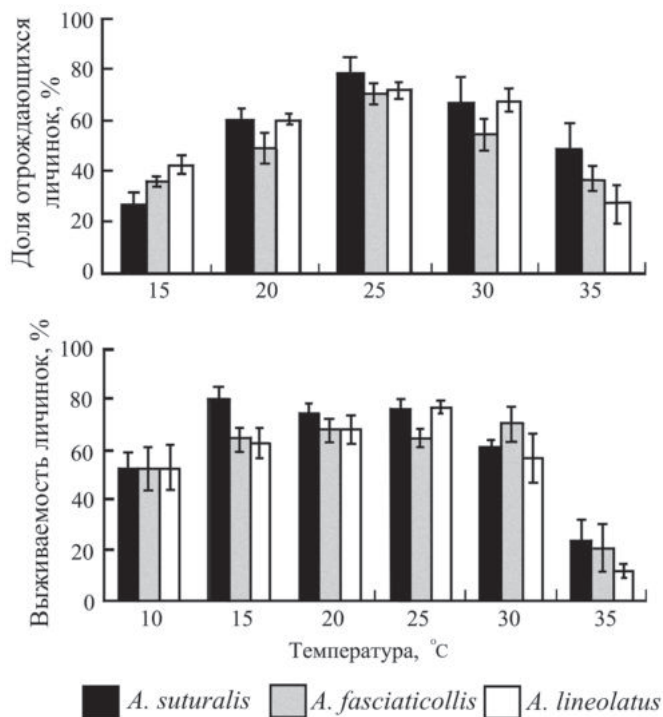 Доля отрождающихся
личинок, %
100
80
60
40
20
0
15 20 25 30 35
Выживаемость личинок, %
100
80
60
40
20
0
10 15 20 25 30 35
Температура, °C
A. suturalis A. fasciaticollis A. lineolatus